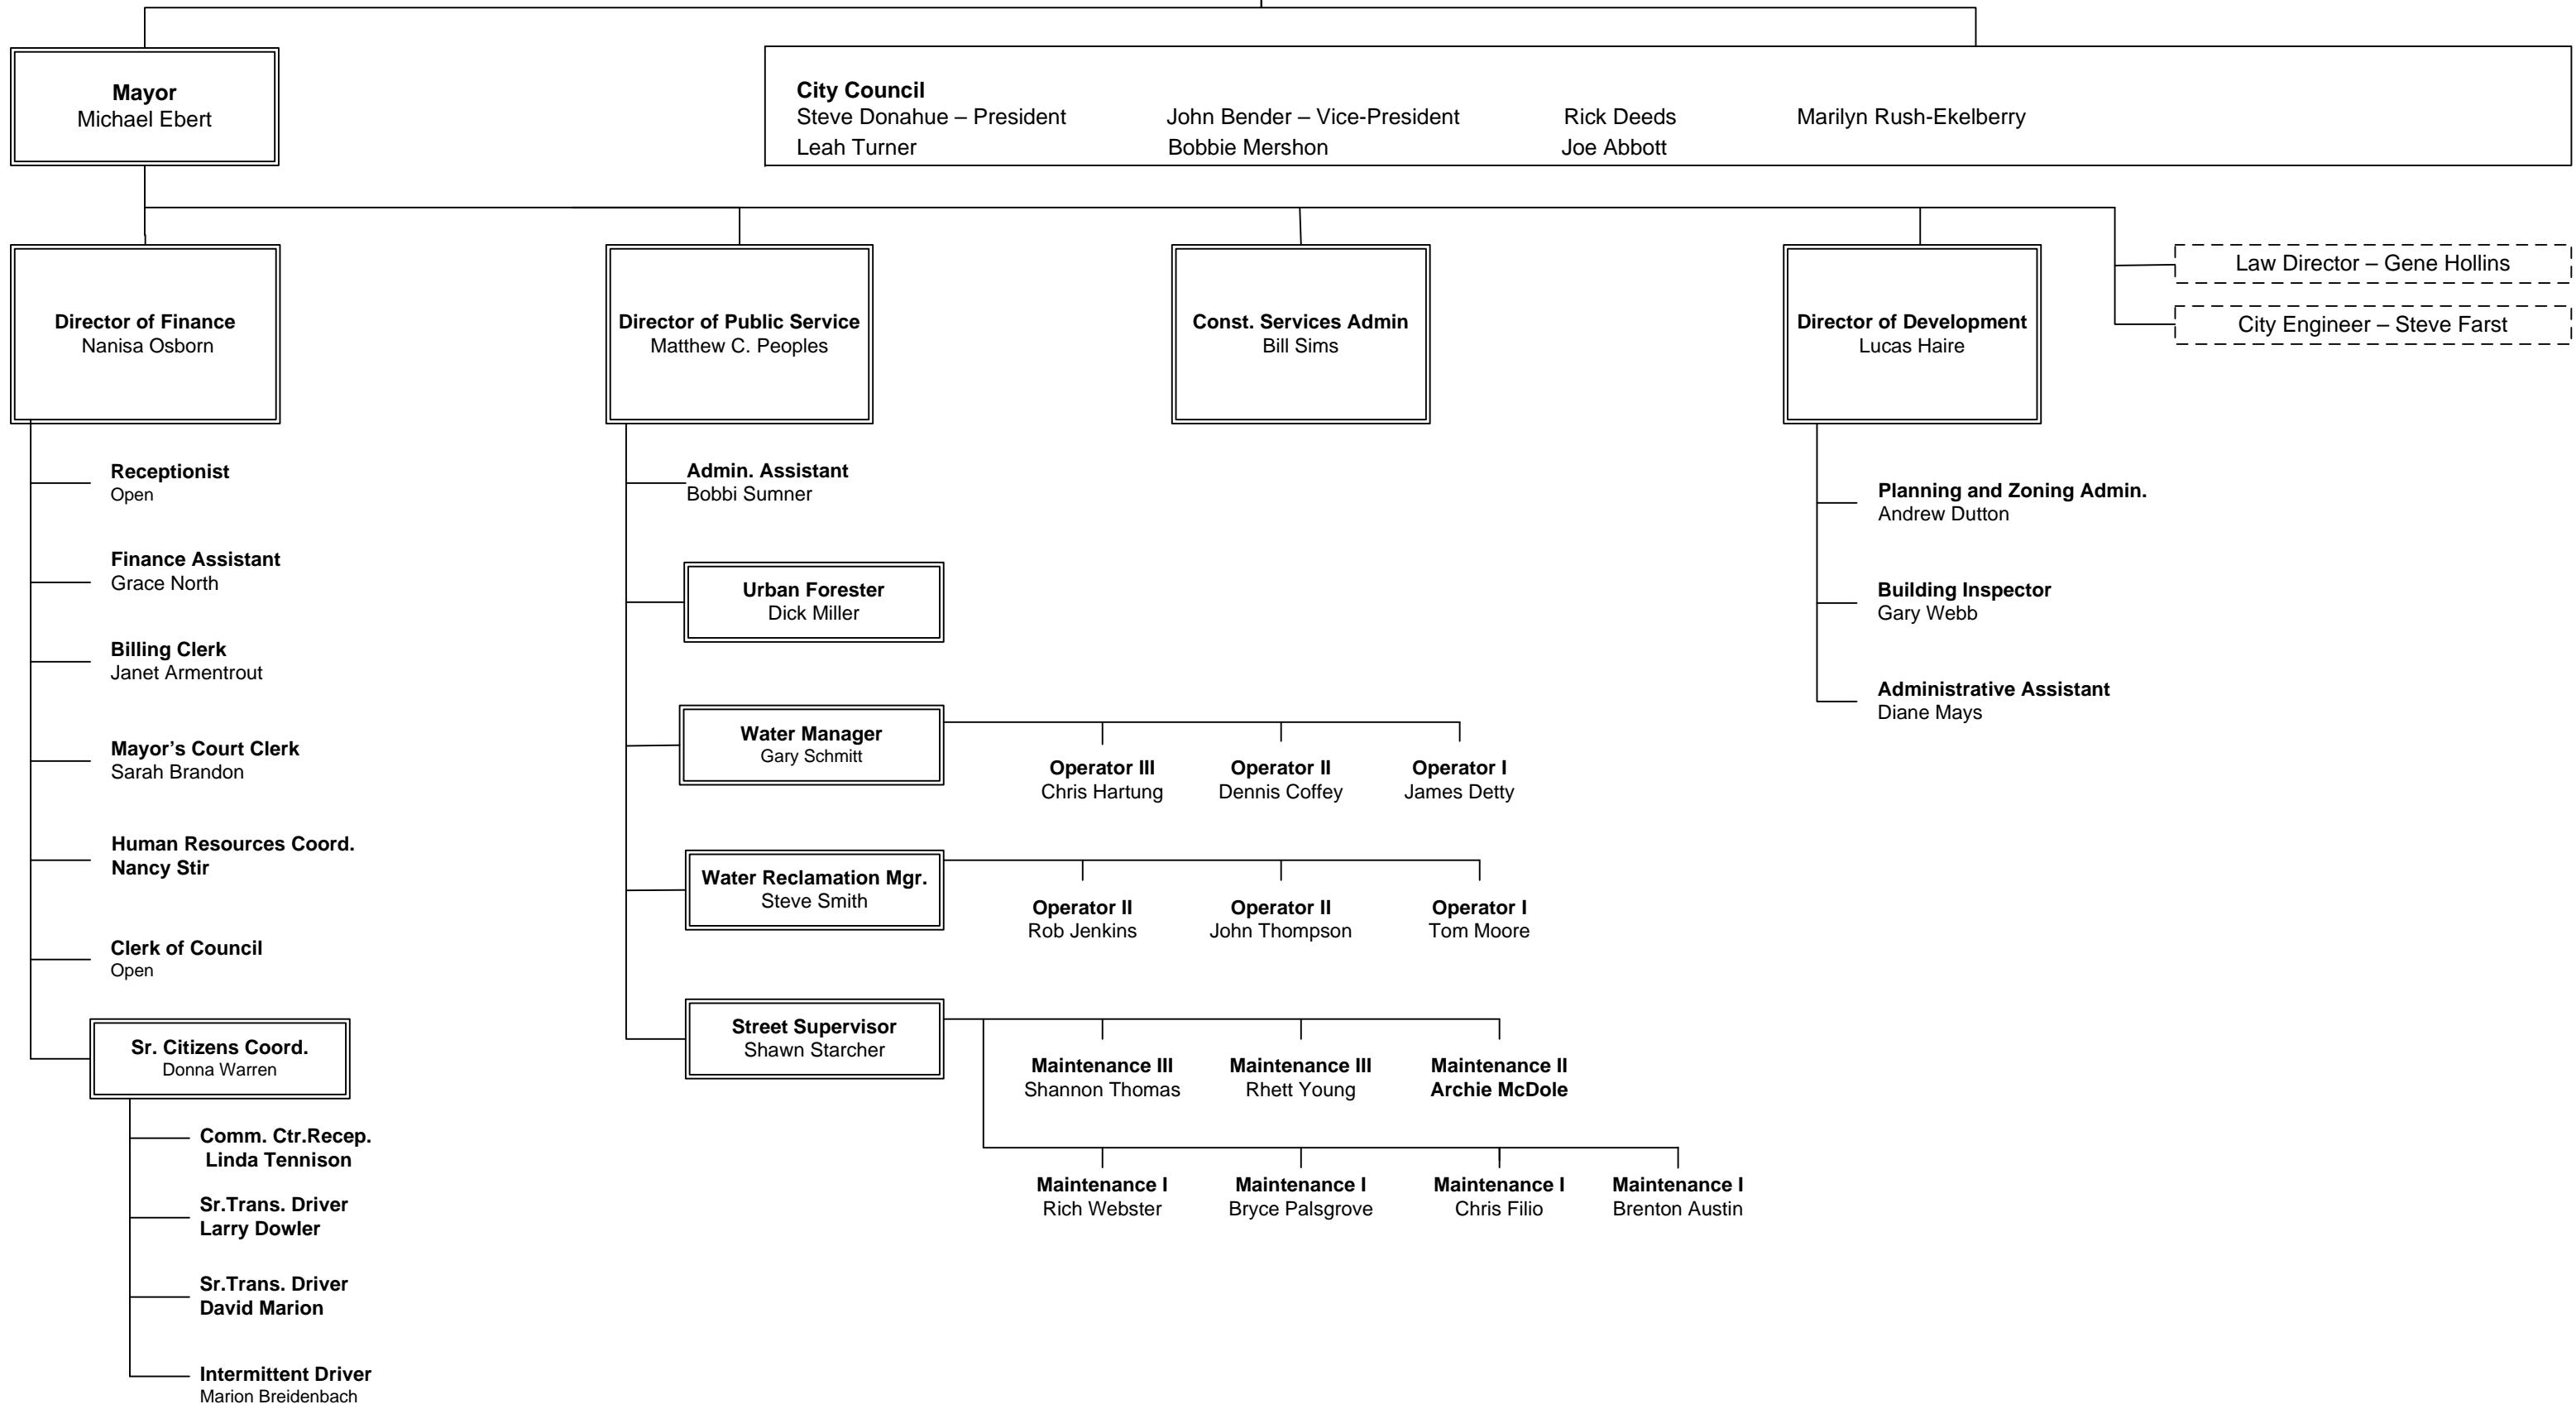 Mayor
Michael Ebert
City Council
Steve Donahue – President John Bender – Vice-President Rick Deeds Marilyn Rush-Ekelberry
Leah Turner Bobbie Mershon Joe Abbott
Director of Finance
Nanisa Osborn
Director of Public Service
Matthew C. Peoples
Const. Services Admin
Bill Sims
Director of Development
Lucas Haire
Law Director – Gene Hollins
City Engineer – Steve Farst
Receptionist
Open
Finance Assistant
Grace North
Billing Clerk
Janet Armentrout
Mayor’s Court Clerk
Sarah Brandon
Human Resources Coord.
Nancy Stir
Clerk of Council
Open
Sr. Citizens Coord.
Donna Warren
Comm. Ctr.Recep.
Linda Tennison
Sr.Trans. Driver
Larry Dowler
Sr.Trans. Driver
David Marion
Intermittent Driver
Marion Breidenbach
Admin. Assistant
Bobbi Sumner
Urban Forester
Dick Miller
Water Manager
Gary Schmitt
Operator III
Chris Hartung
Operator II
Dennis Coffey
Operator I
James Detty
Water Reclamation Mgr.
Steve Smith
Operator II
Rob Jenkins
Operator II
John Thompson
Operator I
Tom Moore
Street Supervisor
Shawn Starcher
Maintenance III
Shannon Thomas
Maintenance III
Rhett Young
Maintenance II
Archie McDole
Maintenance I
Rich Webster
Maintenance I
Bryce Palsgrove
Maintenance I
Chris Filio
Maintenance I
Brenton Austin
Planning and Zoning Admin.
Andrew Dutton
Building Inspector
Gary Webb
Administrative Assistant
Diane Mays